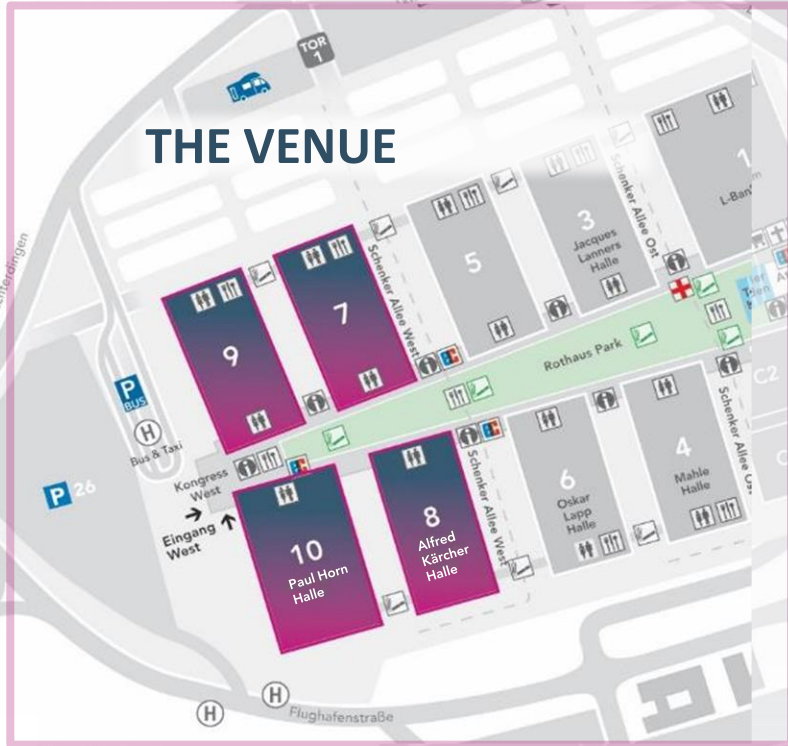 TOR
1
THE VENUE
1
3
Jacques
Lanners
Halle
Schenker Allee Ost
5
Schenker Allee West
7
9
Rothaus Park
P
BUS
H
Bus & Taxi
P 26
Kongress
West
Eingang
West
10
Paul Horn
Halle
8
Alfred
Kärcher
Halle
Schenker Allee West
6
Oskar
Lapp
Halle
4
Mahle
Halle
C2
H
H
Flughafenstraße